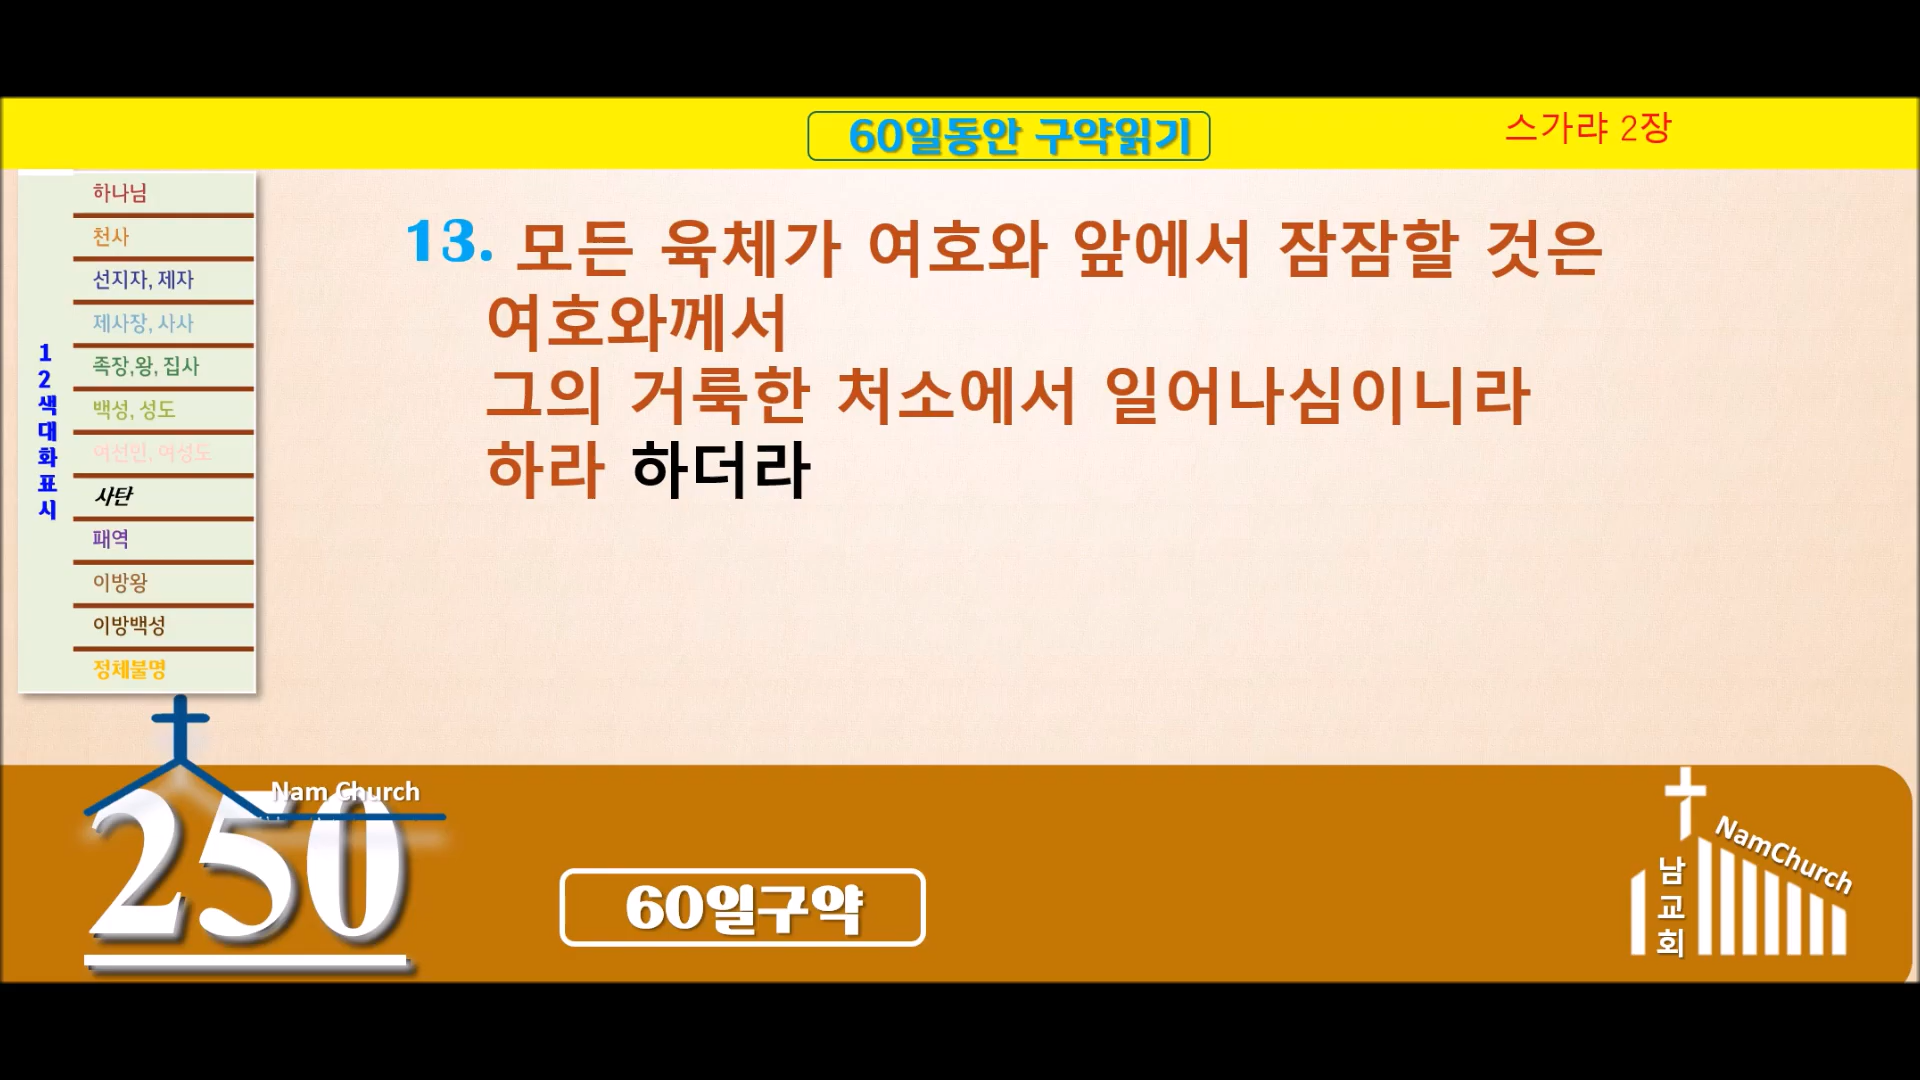 60일동안 구약읽기
스가랴 2장
12색대화표시
하나님
천사
선지자, 제자
제사장, 사사
족장,왕, 집사
백성, 성도
여선인, 여성도
사탄
패역
이방왕
이방백성
정체불명
13. 모든 육체가 여호와 앞에서 잠잠할 것은
여호와께서
그의 거룩한 처소에서 일어나심이니라
하라 하더라
Nam Church
250
60일구약
NamChurch
남교회